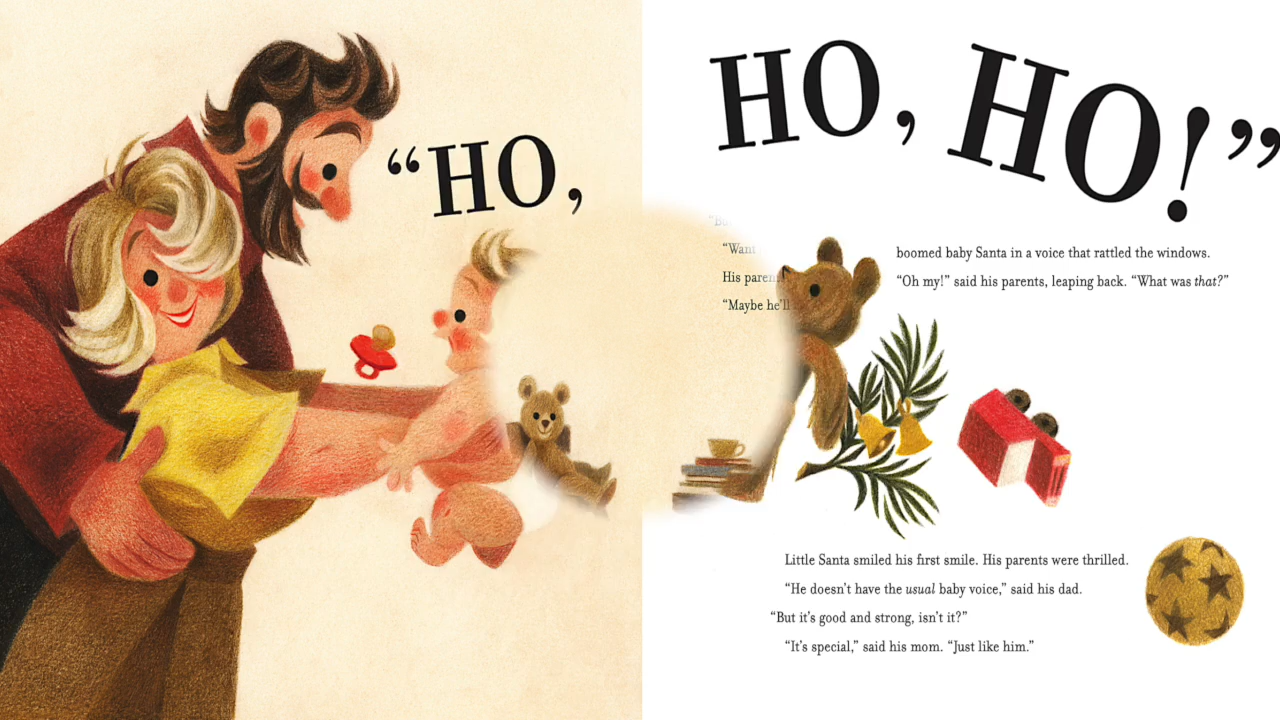 “HO,
HO, HO!”
“Want
His paren
“Maybe he’ll
boomed baby Santa in a voice that rattled the windows.
“Oh my!” said his parents, leaping back. “What was that?”
Little Santa smiled his first smile. His parents were thrilled.
“He doesn’t have the usual baby voice,” said his dad.
“But it’s good and strong, isn’t it?”
“It’s special,” said his mom. “Just like him.”